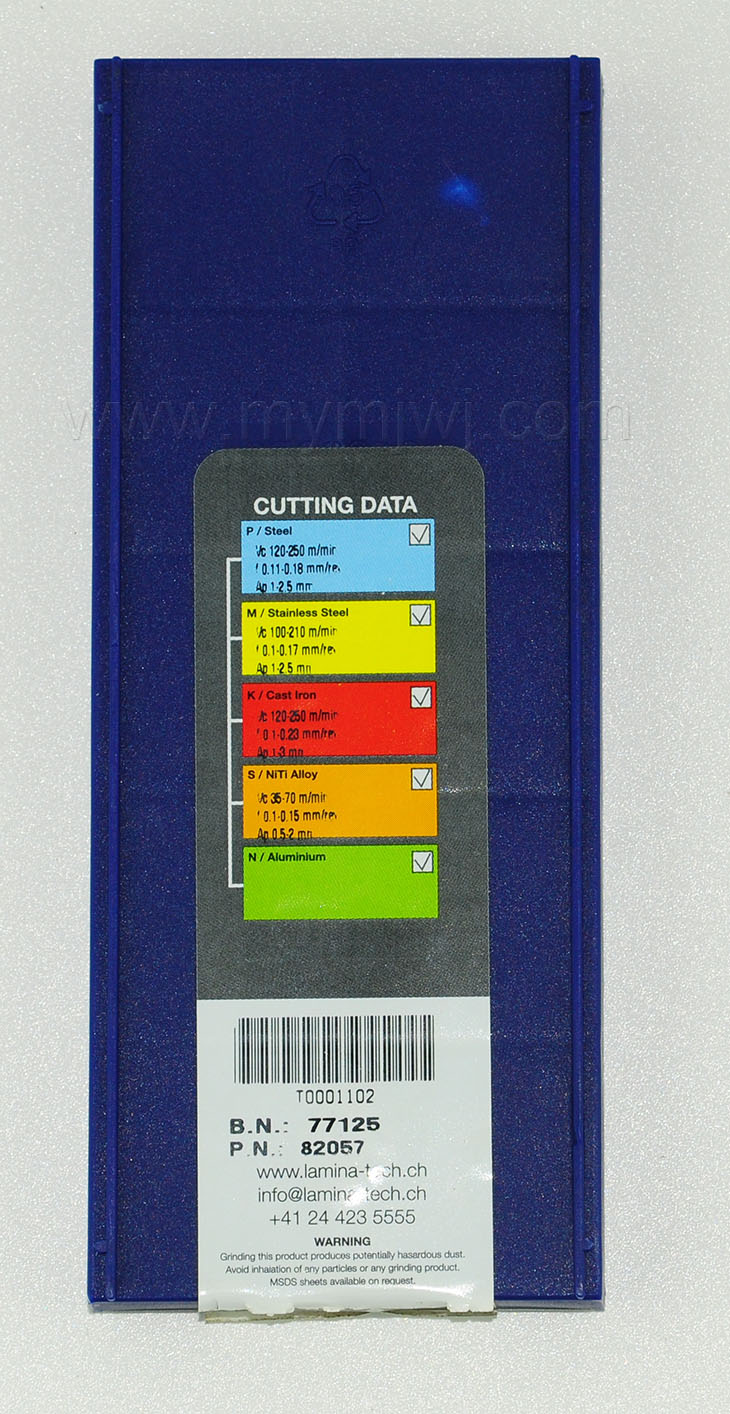 www.mymjwj.com
CUTTING DATA
P / Steel
Vc 120-250 m/min
f 0.11-0.18 mm/rev
Ap 1-2.5 mm
M / Stainless Steel
Vc 100-210 m/min
f 0.1-0.17 mm/rev
Ap 1-2.5 mm
K / Cast Iron
Vc 120-250 m/min
f 0.1-0.23 mm/rev
Ap 1-3 mm
S / NiTi Alloy
Vc 35-70 m/min
f 0.1-0.15 mm/rev
Ap 0.5-2 mm
N / Aluminium
T0001102
B.N.: 77125
P.N.: 82057
www.lamina-tech.ch
info@lamina-tech.ch
+41 24 423 5555
WARNING
Grinding this product produces potentially hasardous dust.
Avoid inhalation of any particles or any grinding product.
MSDS sheets available on request.